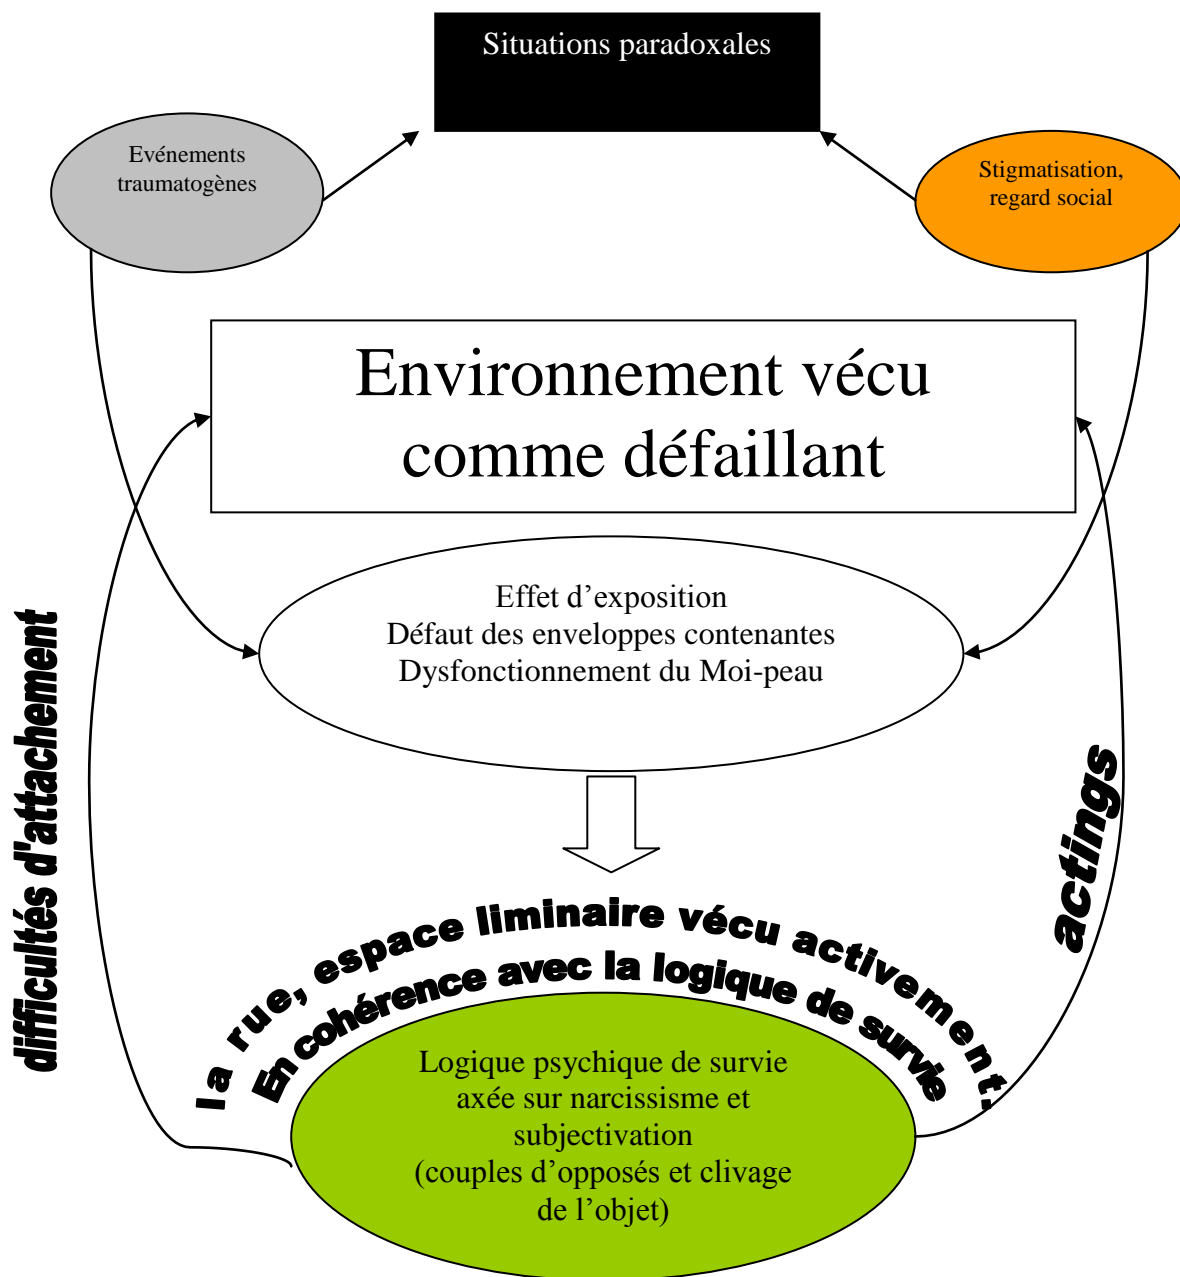 Situations paradoxales
Evénements
traumatogènes
Stigmatisation,
regard social
Environnement vécu
comme défaillant
Effet d’exposition
Défaut des enveloppes contenantes
Dysfonctionnement du Moi-peau
difficultés d'attachement
actings
la rue, espace liminaire vécu activement.
En cohérence avec la logique de survie
Logique psychique de survie
axée sur narcissisme et
subjectivation
(couples d’opposés et clivage
de l’objet)